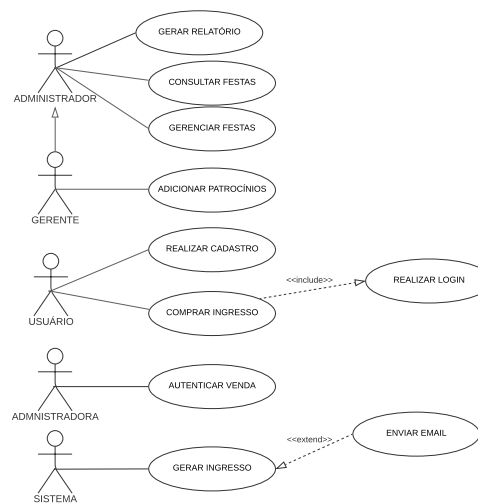 GERAR RELATÓRIO
CONSULTAR FESTAS
ADMINISTRADOR
GERENCIAR FESTAS
ADICIONAR PATROCÍNIOS
GERENTE
REALIZAR CADASTRO
<<include>>
REALIZAR LOGIN
COMPRAR INGRESSO
USUÁRIO
AUTENTICAR VENDA
ADMNISTRADORA
ENVIAR EMAIL
<<extend>>
GERAR INGRESSO
SISTEMA